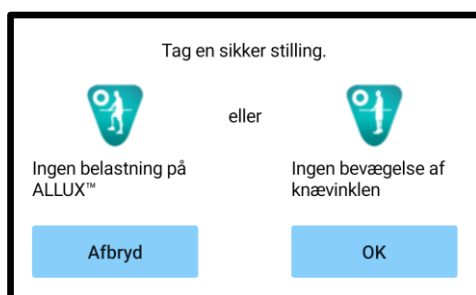 Tag en sikker stilling.
eller
Ingen belastning på
ALLUX™
Ingen bevægelse af
knævinklen
Afbryd
OK